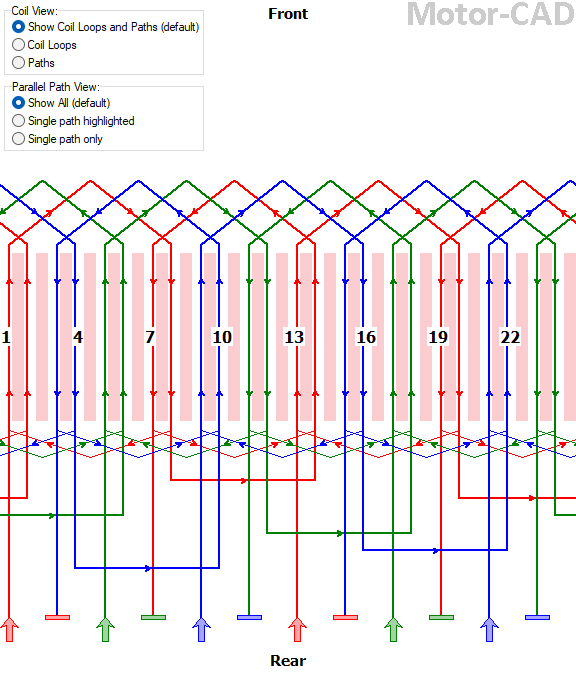 Coil View:
Front
Motor-CAD
Show Coil Loops and Paths (default)
Coil Loops
Paths
Parallel Path View:
Show All (default)
Single path highlighted
Single path only
1 4 7 10 13 16 19 22
Rear